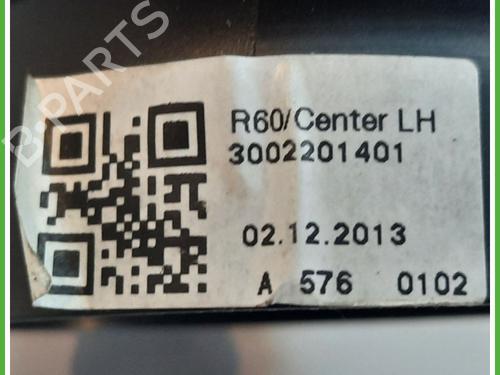 B-PARTS
R60/Center LH
3002201401
02.12.2013
A 576 0102